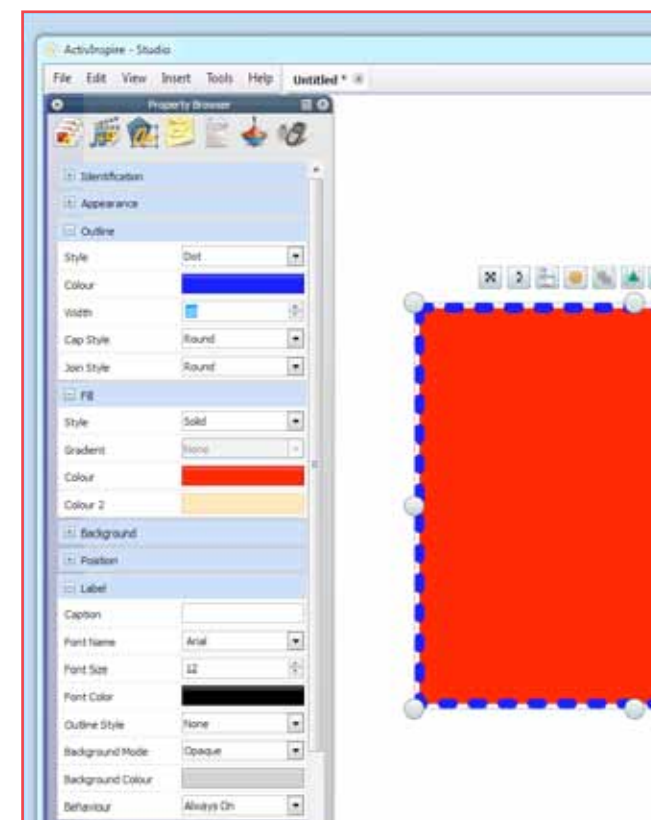 ActivInspire - Studio
File Edit View Insert Tools Help Untitled *
Property Browser
Identification
Appearance
Outline
Style Dot
Colour
Width
Cap Style Round
Join Style Round
Fill
Style Solid
Gradient None
Colour
Colour 2
Background
Position
Label
Caption
Font Name Arial
Font Size 12
Font Color
Outline Style None
Background Mode Opaque
Background Colour
Behaviour Always On